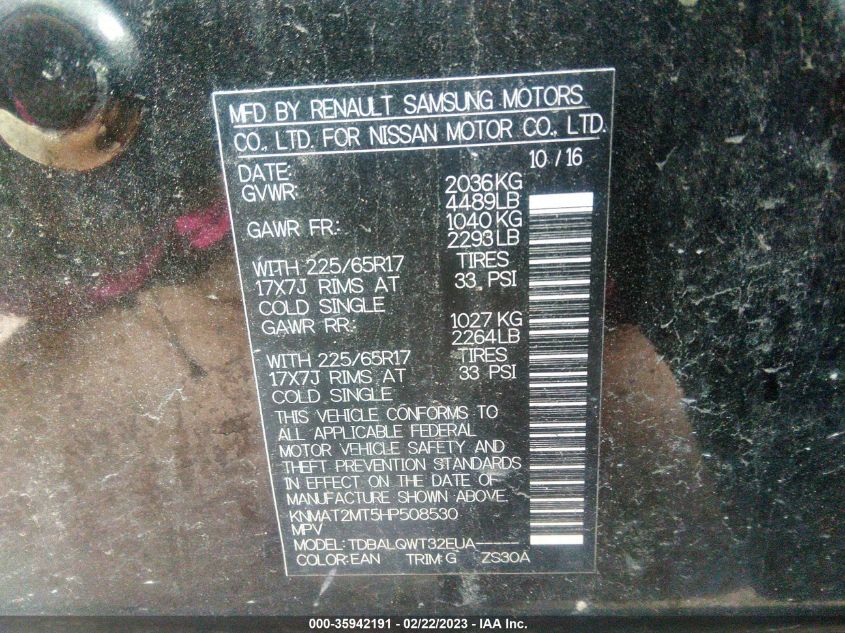 MFD BY RENAULT SAMSUNG MOTORS
CO., LTD. FOR NISSAN MOTOR CO., LTD.
DATE: 10 / 16
GVWR: 2036KG
4489LB
GAWR FR: 1040 KG
2293LB
WITH 225/65R17 TIRES
17X7J RIMS AT 33 PSI
COLD SINGLE
GAWR RR: 1027 KG
2264LB
WITH 225/65R17 TIRES
17X7J RIMS AT 33 PSI
COLD SINGLE
THIS VEHICLE CONFORMS TO
ALL APPLICABLE FEDERAL
MOTOR VEHICLE SAFETY AND
THEFT PREVENTION STANDARDS
IN EFFECT ON THE DATE OF
MANUFACTURE SHOWN ABOVE.
KNMAT2MT5HP508530
MPV
MODEL:TDBALQWT32EUA-----
COLOR:EAN TRIM:G ZS30A
000-35942191 - 02/22/2023 - IAA Inc.